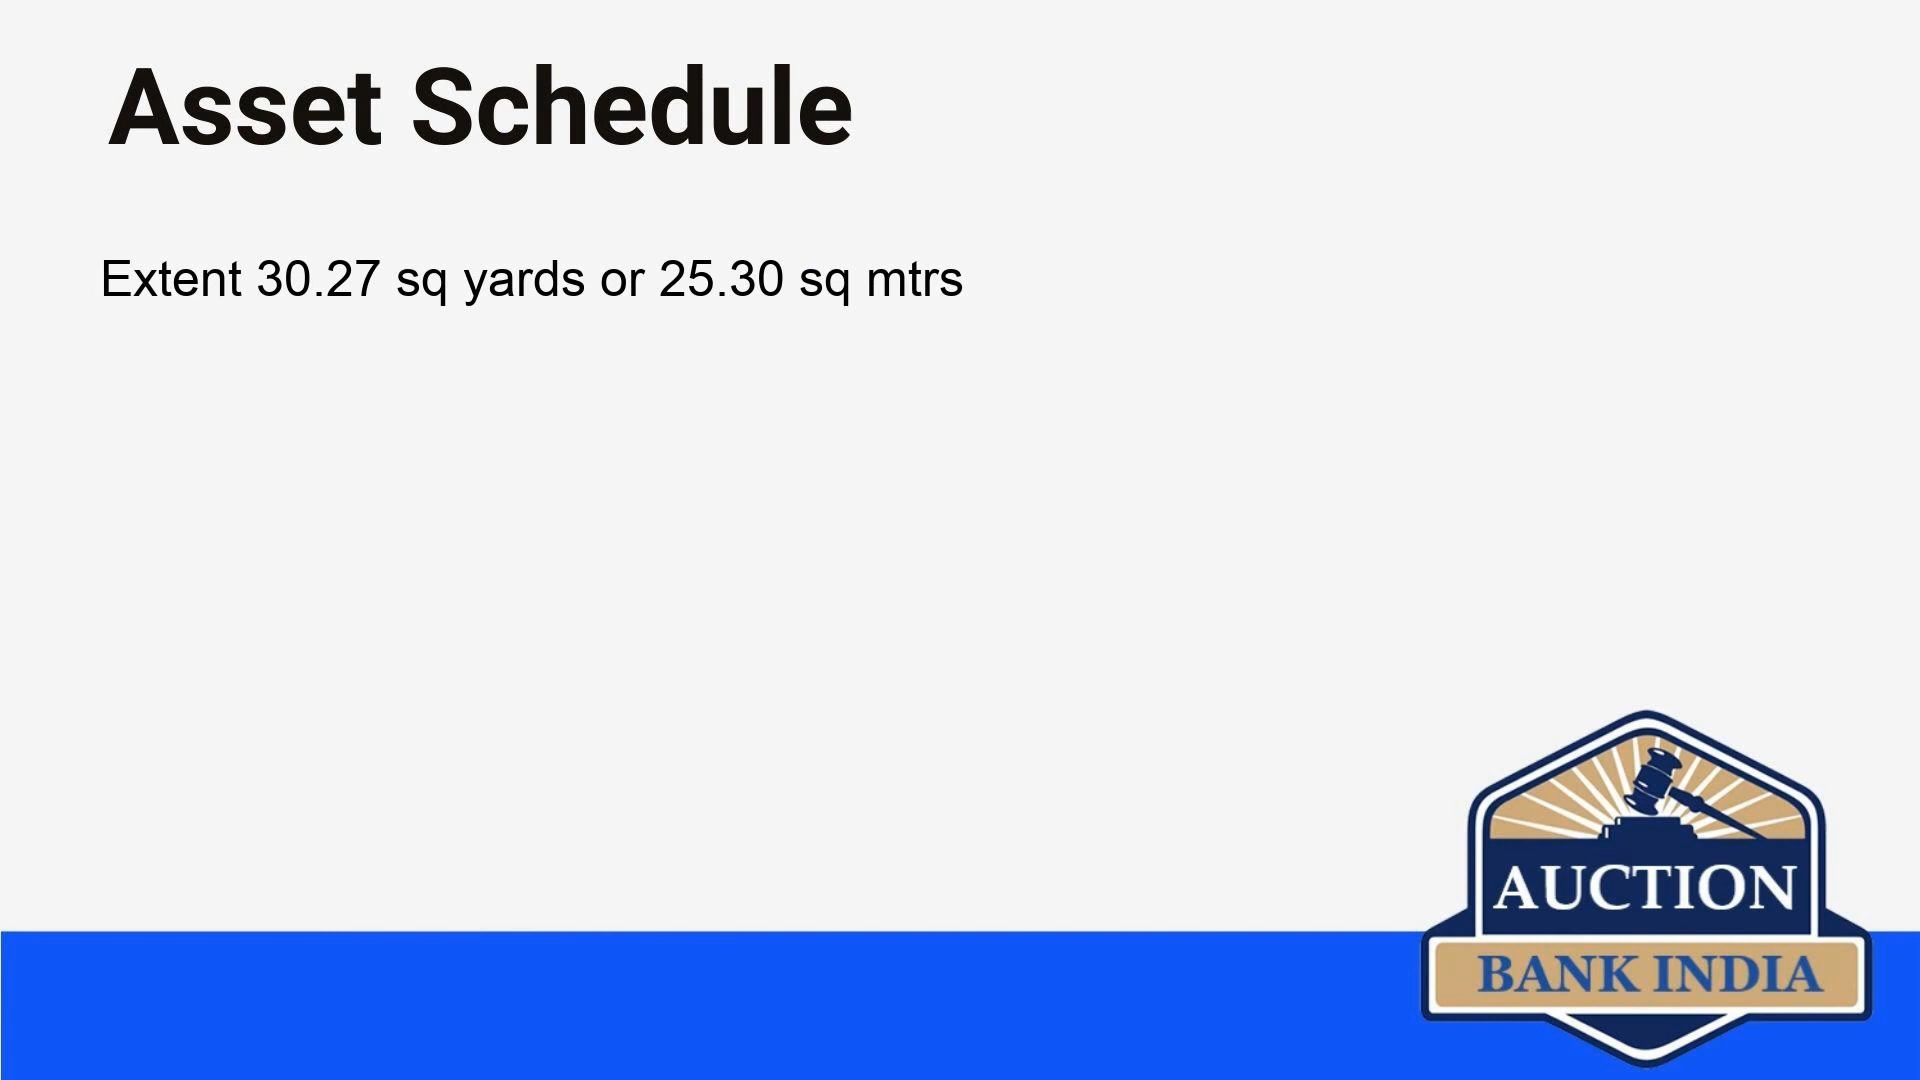 Asset Schedule
Extent 30.27 sq yards or 25.30 sq mtrs
AUCTION
BANK INDIA